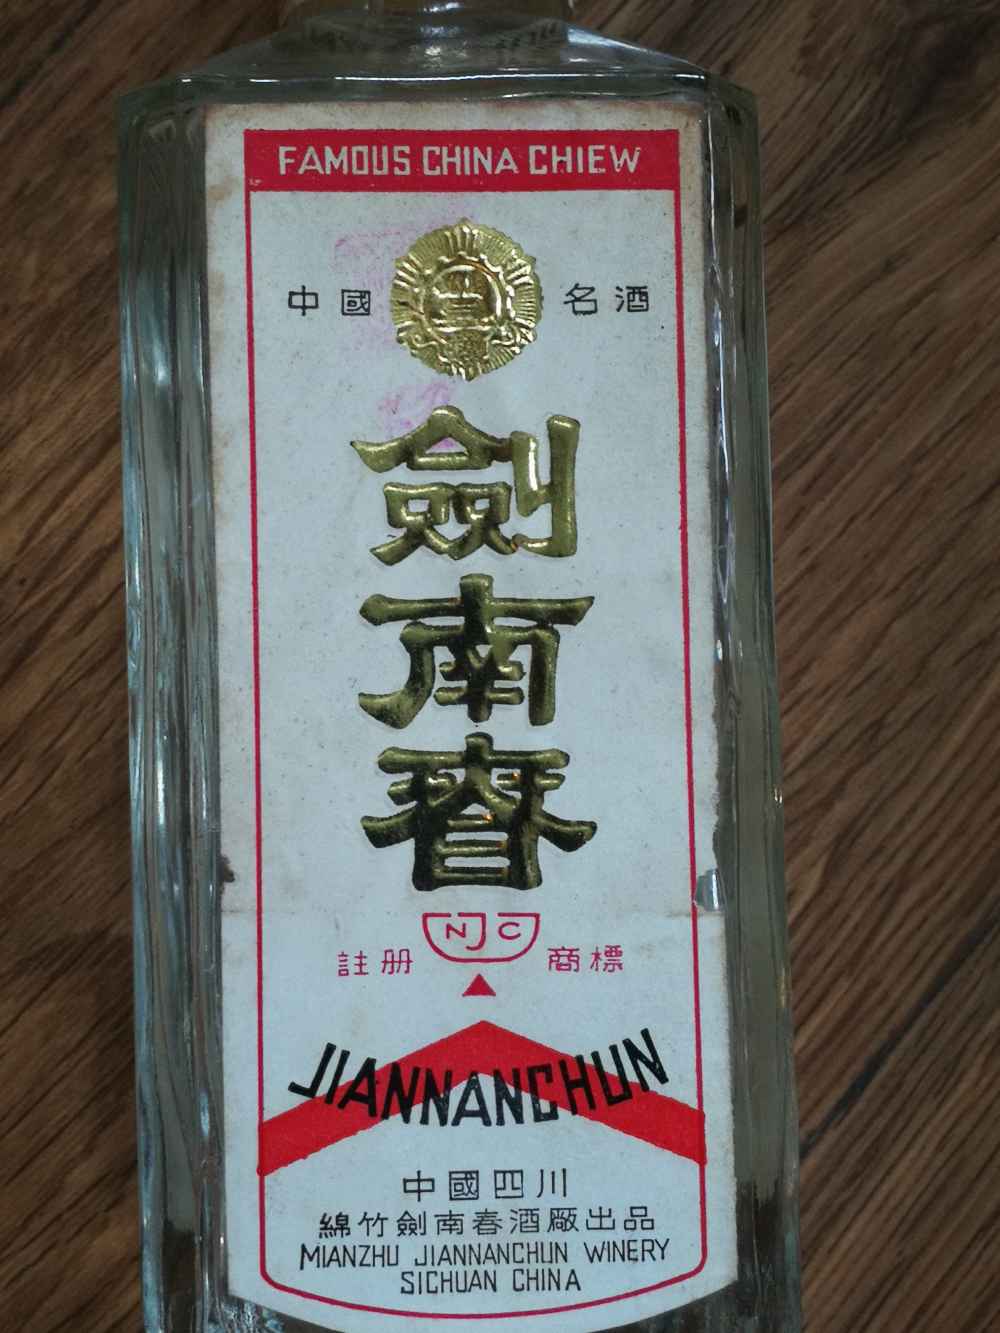 FAMOUS CHINA CHIEW
中國 名酒
劍
南
春
NJC
註册 商標
JIANNANCHUN
中國四川
綿竹劍南春酒廠出品
MIANZHU JIANNANCHUN WINERY
SICHUAN CHINA